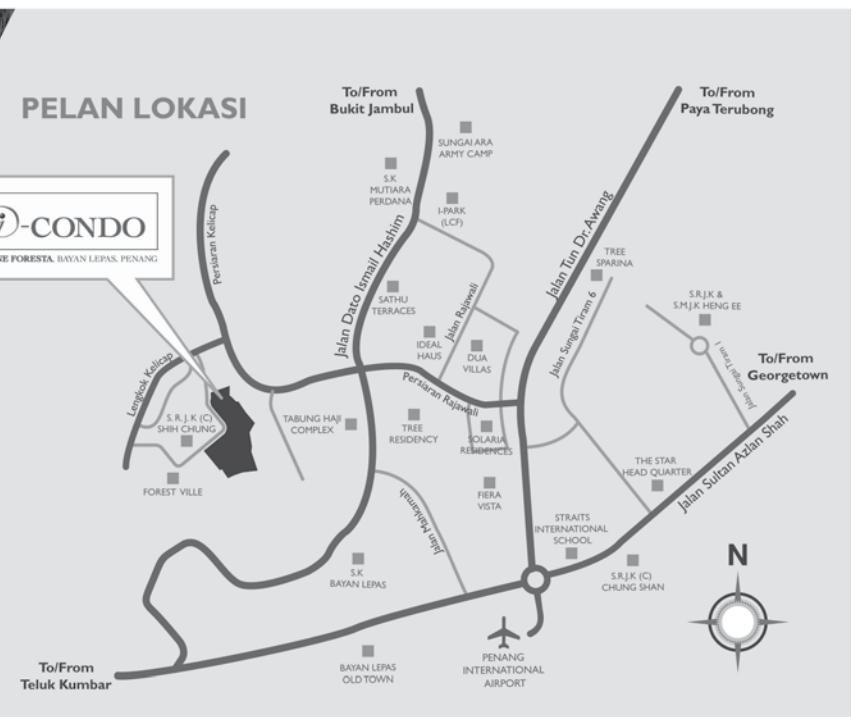 PELAN LOKASI
To/From
Bukit Jambul
To/From
Paya Terubong
SUNGAI ARA
ARMY CAMP
S.K
MUTIARA
PERDANA
I-PARK
(LCF)
-CONDO
NE FORESTA, BAYAN LEPAS, PENANG
Persiaran Kelicap
Jalan Dato Ismail Hashim
Jalan Tun Dr. Awang
TREE
SPARINA
SATHU
TERRACES
Jalan Rajawali
Jalan Sungai Tiram 6
S.R.J.K &
S.M.J.K HENG EE
IDEAL
HAUS
DUA
VILLAS
Jalan Sungai Tiram 1
To/From
Georgetown
Lengkok Kelicap
Persiaran Rajawali
S. R. J. K (C)
SHIH CHUNG
TABUNG HAJI
COMPLEX
TREE
RESIDENCY
SOLARIA
RESIDENCES
Jalan Sultan Azlan Shah
THE STAR
HEAD QUARTER
FOREST VILLE
FIERA
VISTA
Jalan Mahkamah
STRAITS
INTERNATIONAL
SCHOOL
S.K
BAYAN LEPAS
S.R.J.K (C)
CHUNG SHAN
N
To/From
Teluk Kumbar
BAYAN LEPAS
OLD TOWN
PENANG
INTERNATIONAL
AIRPORT